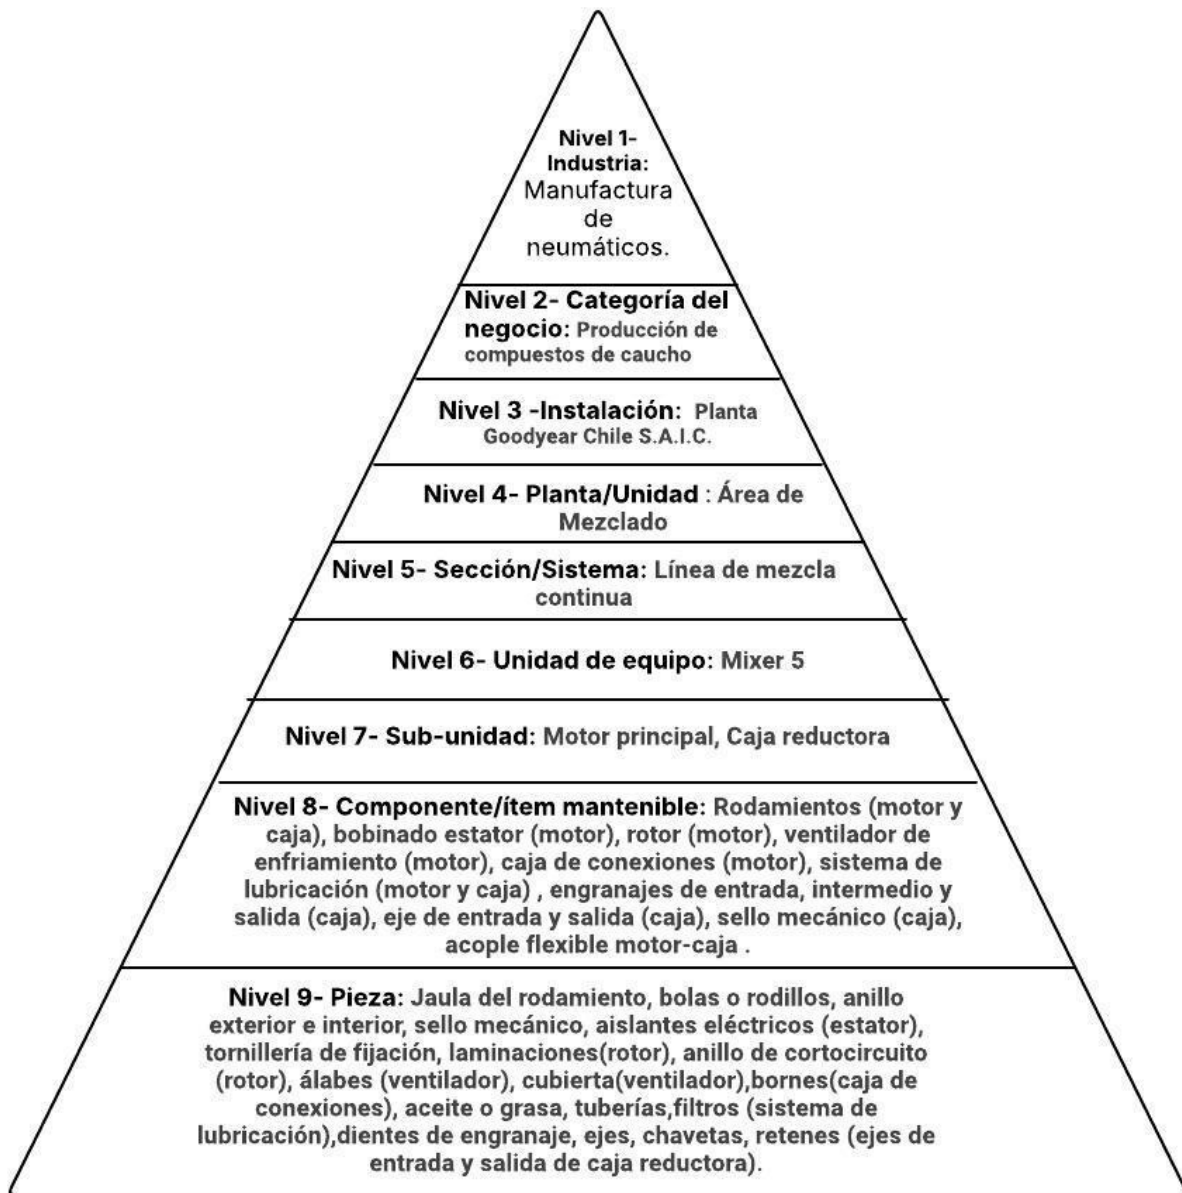 Nivel 1-
Industria:
Manufactura
de
neumáticos.
Nivel 2- Categoría del
negocio: Producción de
compuestos de caucho
Nivel 3 -Instalación: Planta
Goodyear Chile S.A.I.C.
Nivel 4- Planta/Unidad : Área de
Mezclado
Nivel 5- Sección/Sistema: Línea de mezcla
continua
Nivel 6- Unidad de equipo: Mixer 5
Nivel 7- Sub-unidad: Motor principal, Caja reductora
Nivel 8- Componente/ítem mantenible: Rodamientos (motor y
caja), bobinado estator (motor), rotor (motor), ventilador de
enfriamiento (motor), caja de conexiones (motor), sistema de
lubricación (motor y caja) , engranajes de entrada, intermedio y
salida (caja), eje de entrada y salida (caja), sello mecánico (caja),
acople flexible motor-caja .
Nivel 9- Pieza: Jaula del rodamiento, bolas o rodillos, anillo
exterior e interior, sello mecánico, aislantes eléctricos (estator),
tornillería de fijación, laminaciones(rotor), anillo de cortocircuito
(rotor), álabes (ventilador), cubierta(ventilador),bornes(caja de
conexiones), aceite o grasa, tuberías,filtros (sistema de
lubricación),dientes de engranaje, ejes, chavetas, retenes (ejes de
entrada y salida de caja reductora).